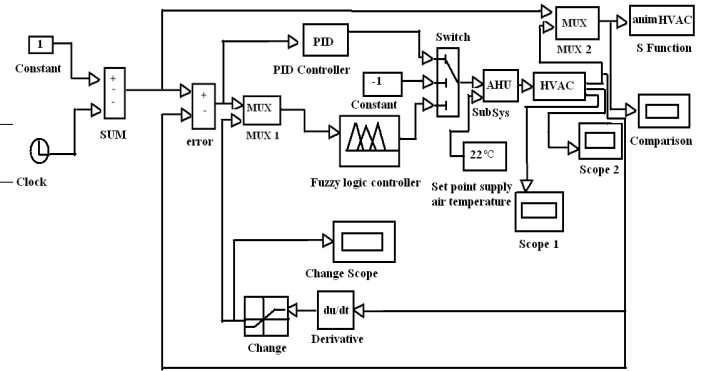 1
Constant
+
-
-
SUM
Clock
+
-
error
PID
PID Controller
MUX
MUX 1
Fuzzy logic controller
Switch
-1
Constant
AHU
SubSys
HVAC
22°C
Set point supply
air temperature
MUX
MUX 2
anim HVAC
S Function
Comparison
Scope 2
Scope 1
Change Scope
Change
du/dt
Derivative